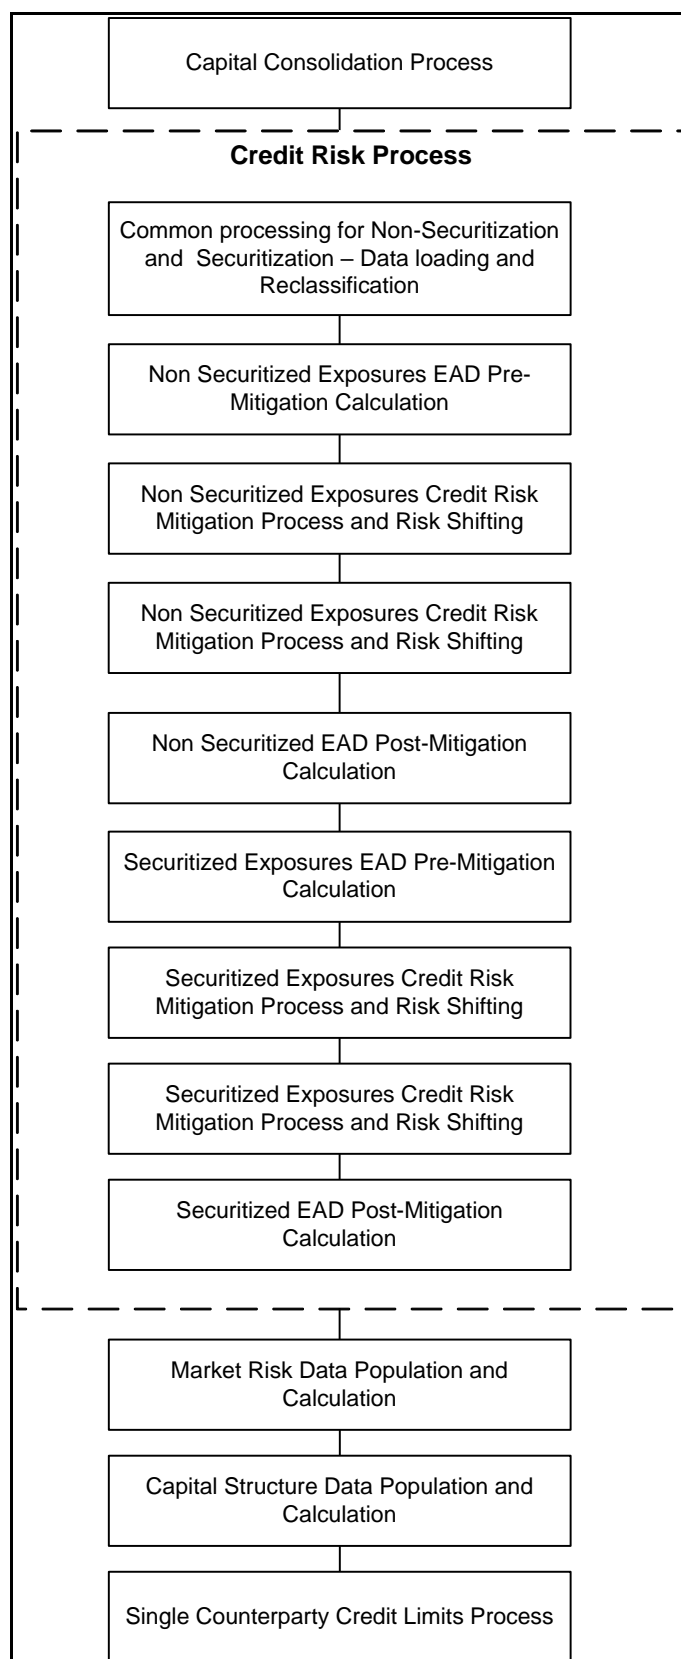 Capital Consolidation Process
Credit Risk Process
Common processing for Non-Securitization
and Securitization – Data loading and
Reclassification
Non Securitized Exposures EAD Pre-
Mitigation Calculation
Non Securitized Exposures Credit Risk
Mitigation Process and Risk Shifting
Non Securitized Exposures Credit Risk
Mitigation Process and Risk Shifting
Non Securitized EAD Post-Mitigation
Calculation
Securitized Exposures EAD Pre-Mitigation
Calculation
Securitized Exposures Credit Risk
Mitigation Process and Risk Shifting
Securitized Exposures Credit Risk
Mitigation Process and Risk Shifting
Securitized EAD Post-Mitigation
Calculation
Market Risk Data Population and
Calculation
Capital Structure Data Population and
Calculation
Single Counterparty Credit Limits Process